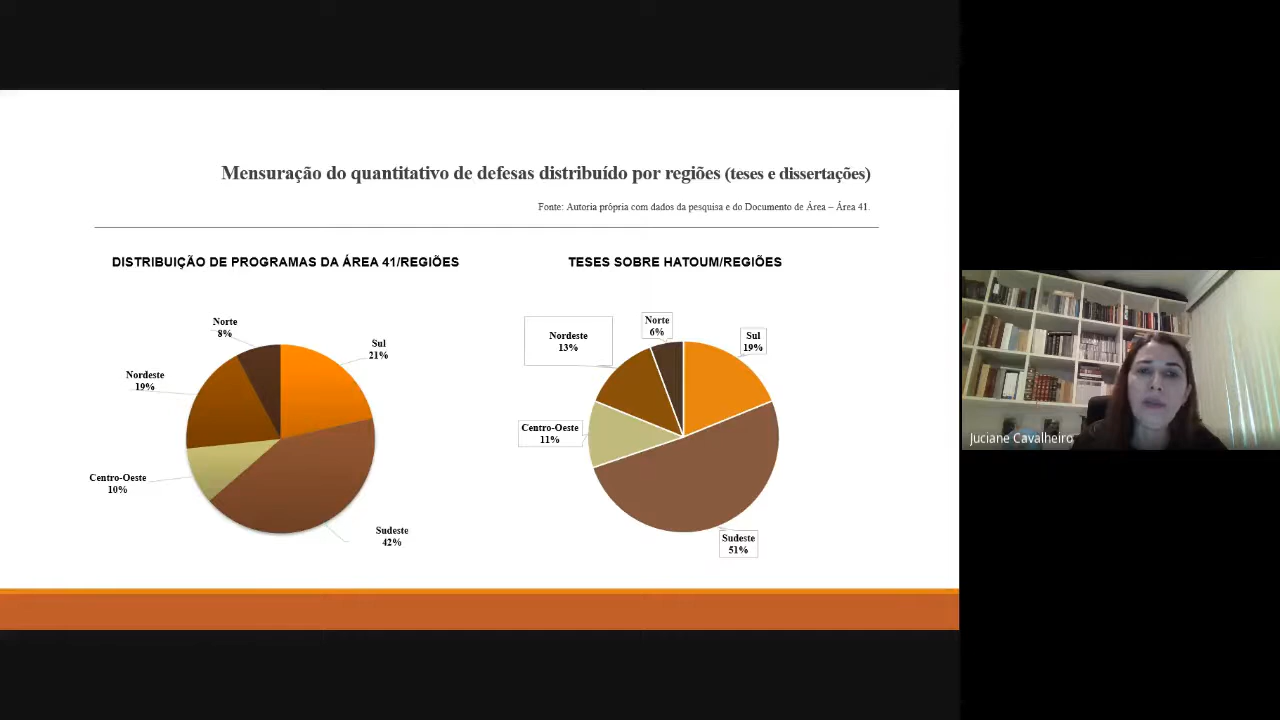 Mensuração do quantitativo de defesas distribuído por regiões (teses e dissertações)
Fonte: Autoria própria com dados da pesquisa e do Documento de Área – Área 41.
DISTRIBUIÇÃO DE PROGRAMAS DA ÁREA 41/REGIÕES
Norte
8%
Sul
21%
Nordeste
19%
Centro-Oeste
10%
Sudeste
42%
TESES SOBRE HATOUM/REGIÕES
Norte
6%
Nordeste
13%
Sul
19%
Centro-Oeste
11%
Sudeste
51%
Juciane Cavalheiro